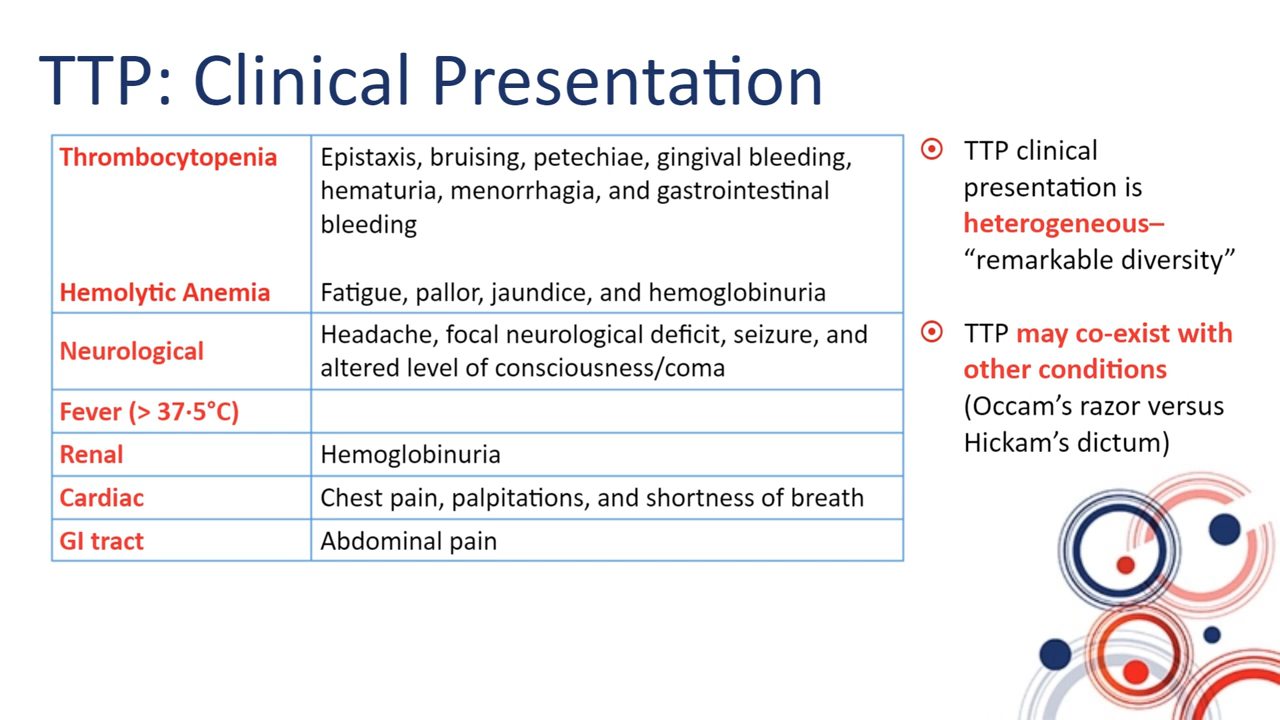 TTP: Clinical Presentation
Thrombocytopenia
Epistaxis, bruising, petechiae, gingival bleeding,
hematuria, menorrhagia, and gastrointestinal
bleeding
Hemolytic Anemia
Fatigue, pallor, jaundice, and hemoglobinuria
Neurological
Headache, focal neurological deficit, seizure, and
altered level of consciousness/coma
Fever (> 37·5°C)
Renal
Hemoglobinuria
Cardiac
Chest pain, palpitations, and shortness of breath
GI tract
Abdominal pain
TTP clinical
presentation is
heterogeneous–
“remarkable diversity”
TTP may co-exist with
other conditions
(Occam’s razor versus
Hickam’s dictum)